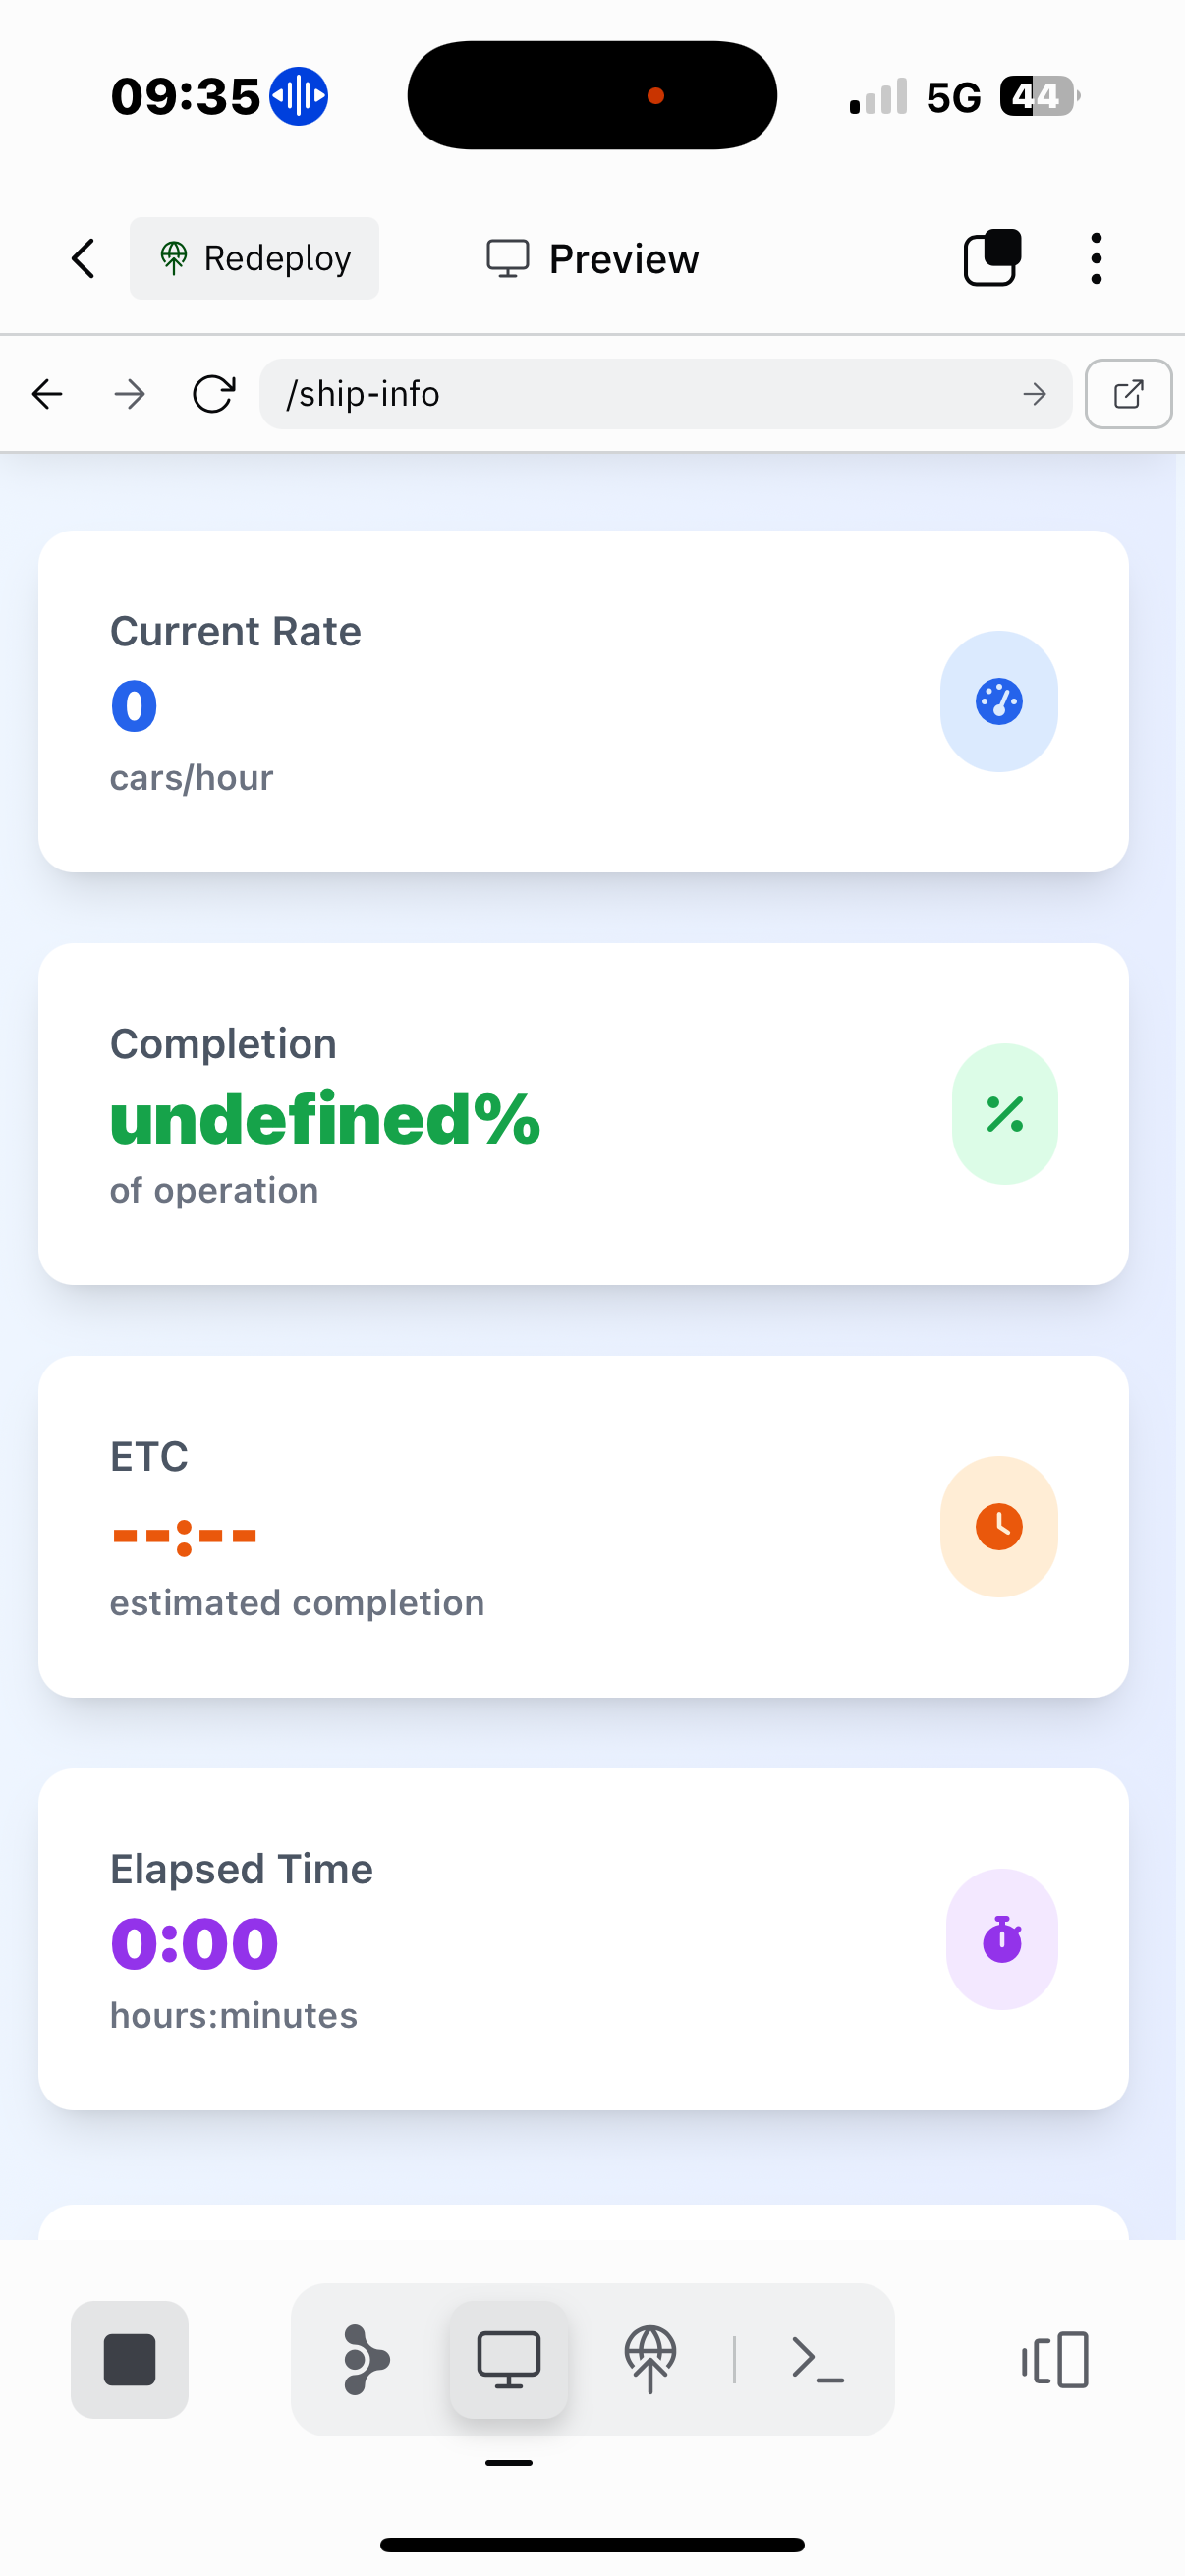 09:35
5G
44
Redeploy
Preview
/ship-info
Current Rate
0
cars/hour
Completion
undefined%
of operation
ETC
--:--
estimated completion
Elapsed Time
0:00
hours:minutes